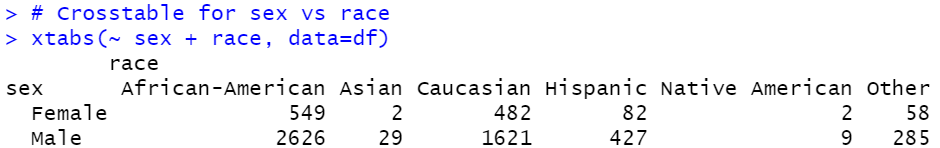 > # Crosstable for sex vs race
> xtabs(~ sex + race, data=df)
        race
sex      African-American Asian Caucasian Hispanic Native American Other
  Female              549     2       482       82               2    58
  Male               2626    29      1621      427               9   285